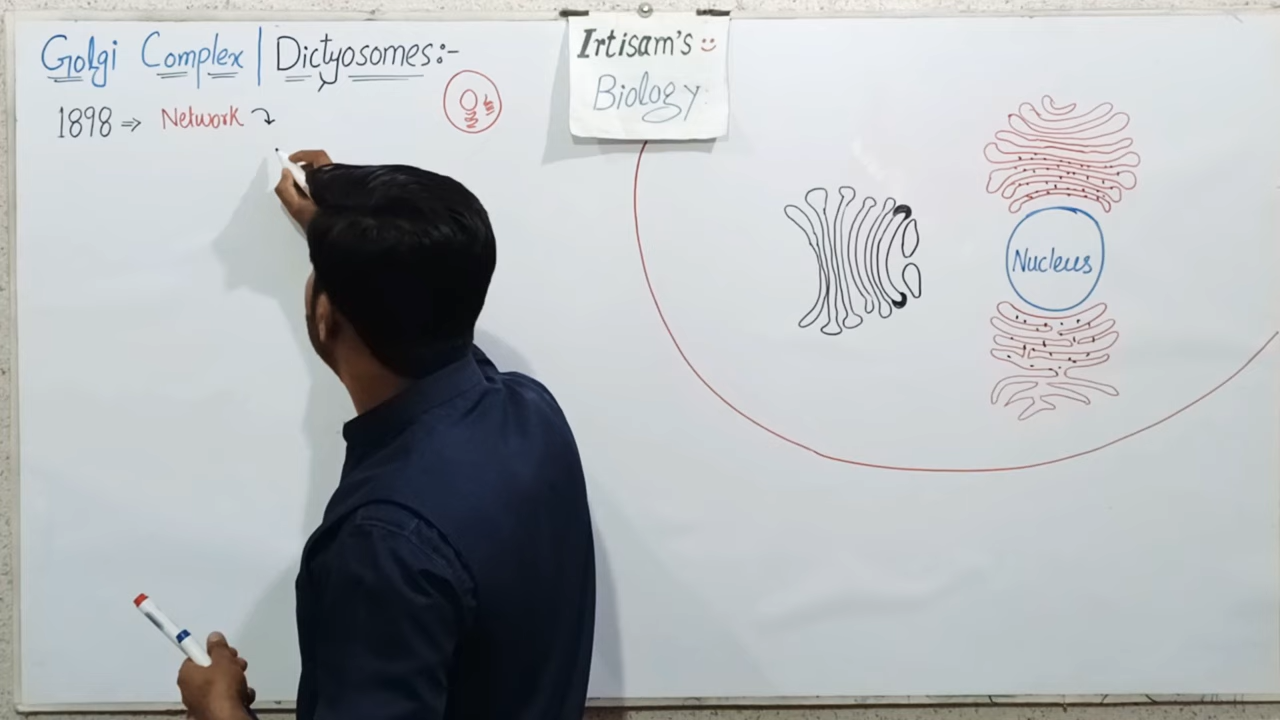 Golgi Complex | Dictyosomes:-
1898 ⇒ Network
Irtisam's
Biology
Nucleus